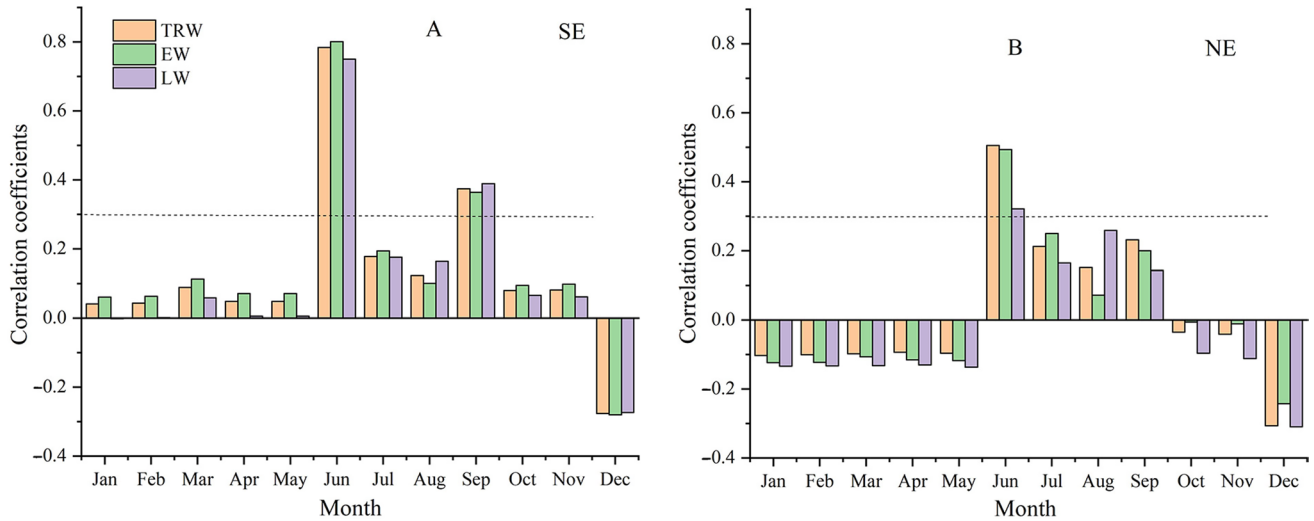 A
SE
TRW
EW
LW
Correlation coefficients
0.8
0.6
0.4
0.2
0.0
−0.2
−0.4
Jan Feb Mar Apr May Jun Jul Aug Sep Oct Nov Dec
Month
B
NE
Correlation coefficients
0.8
0.6
0.4
0.2
0.0
−0.2
−0.4
Jan Feb Mar Apr May Jun Jul Aug Sep Oct Nov Dec
Month